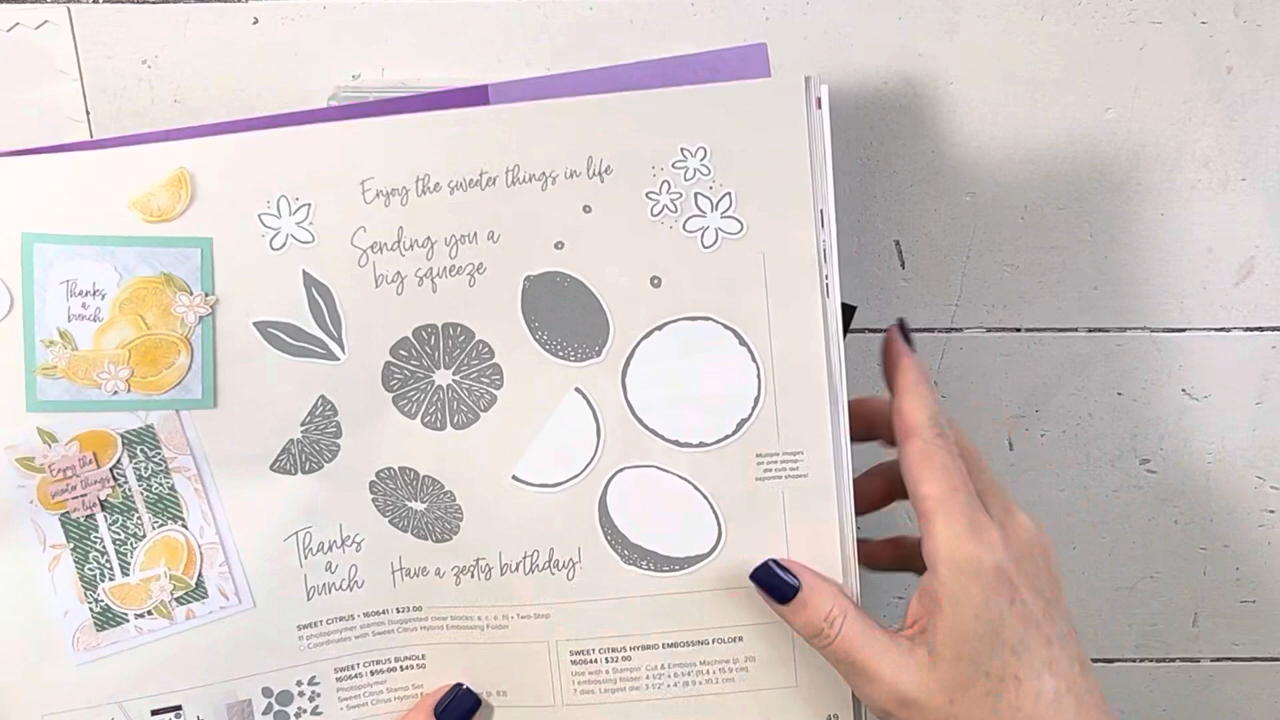 Enjoy the sweeter things in life
Sending you a
big squeeze
Thanks
a
bunch
Enjoy the
sweeter things
in life
Multiple images
on one stamp—
die cuts out
separate shapes!
Thanks
a
bunch
Have a zesty birthday!
SWEET CITRUS • 160641 | $23.00
11 photopolymer stamps (suggested clear blocks: a, c, d, h) • Two-Step
Coordinates with Sweet Citrus Hybrid Embossing Folder
SWEET CITRUS BUNDLE
160645 | $55.00 $49.50
Photopolymer
Sweet Citrus Stamp Set
+ Sweet Citrus Hybrid
SWEET CITRUS HYBRID EMBOSSING FOLDER
160644 | $32.00
Use with a Stampin' Cut & Emboss Machine (p. 20)
1 embossing folder: 4-1/2" x 6-1/4" (11.4 x 15.9 cm).
7 dies. Largest die: 3-1/2" x 4" (8.9 x 10.2 cm).
49